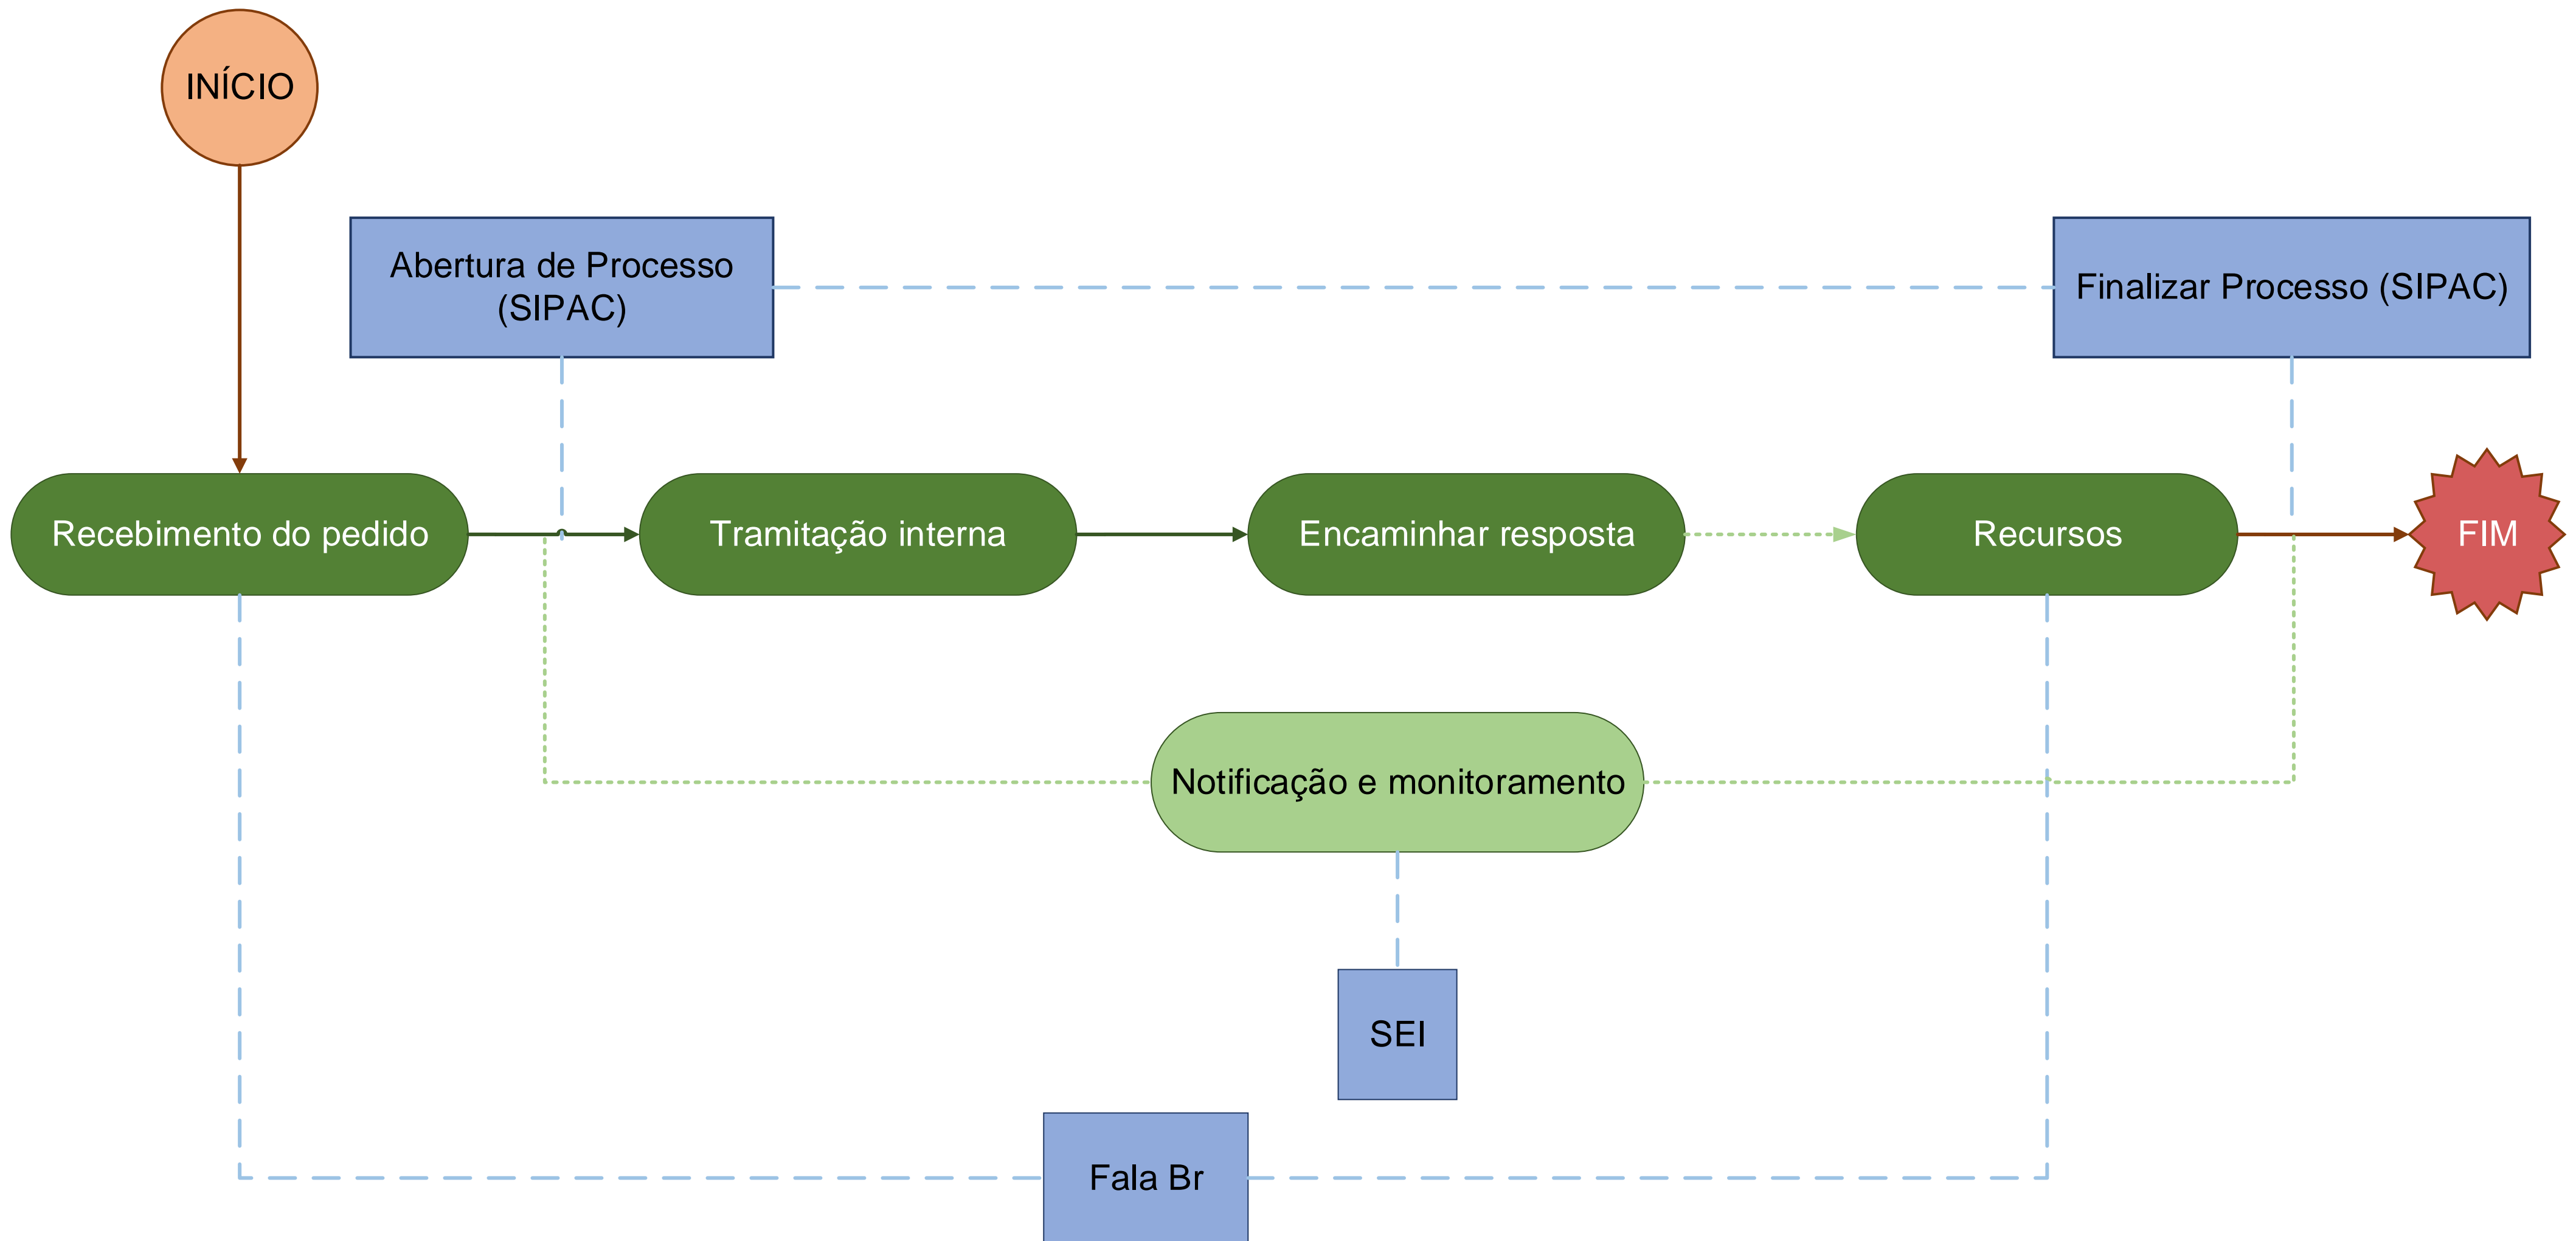 INÍCIO
Abertura de Processo
(SIPAC)
Finalizar Processo (SIPAC)
Recebimento do pedido
Tramitação interna
Encaminhar resposta
Recursos
FIM
Notificação e monitoramento
SEI
Fala Br